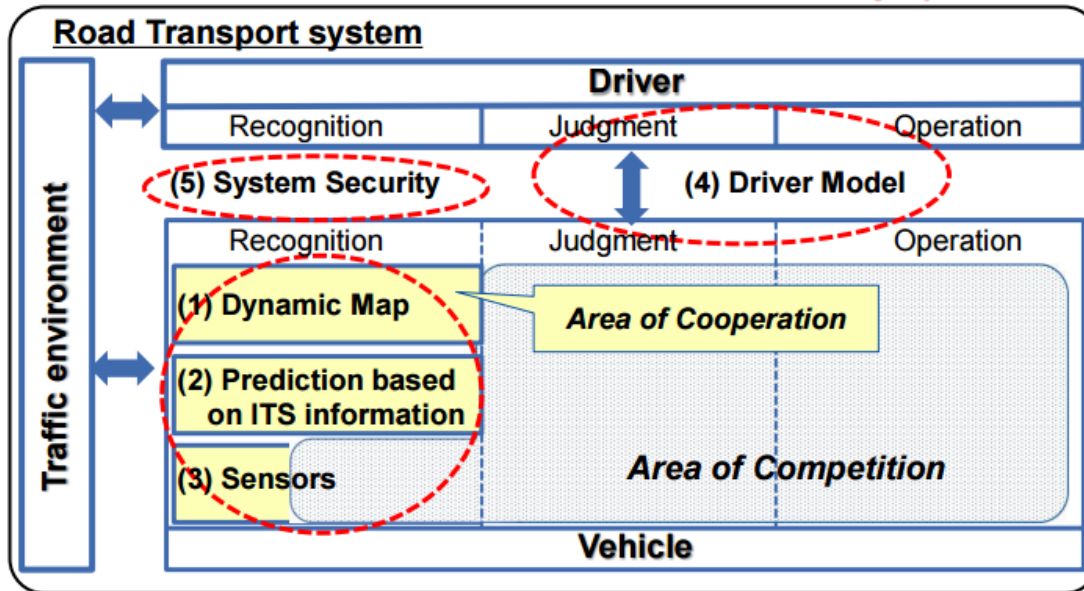 Road Transport system
Traffic environment
Driver
Recognition
Judgment
Operation
(5) System Security
(4) Driver Model
Recognition
Judgment
Operation
(1) Dynamic Map
Area of Cooperation
(2) Prediction based
on ITS information
(3) Sensors
Area of Competition
Vehicle